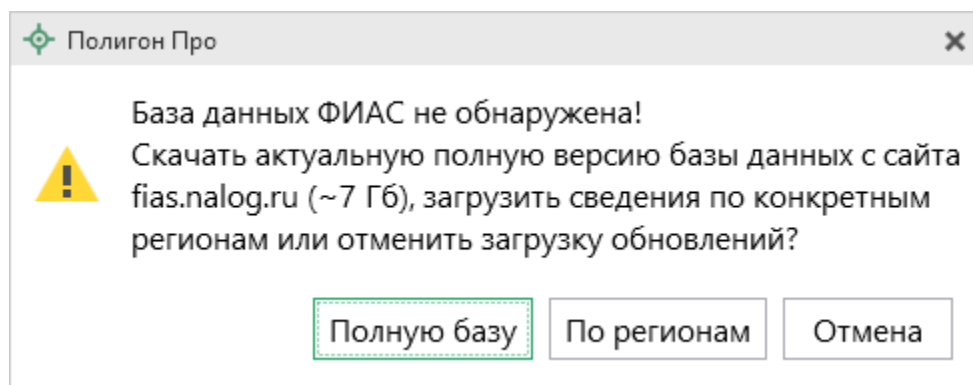 Полигон Про
База данных ФИАС не обнаружена!
Скачать актуальную полную версию базы данных с сайта
fias.nalog.ru (~7 Гб), загрузить сведения по конкретным
регионам или отменить загрузку обновлений?
Полную базу По регионам Отмена